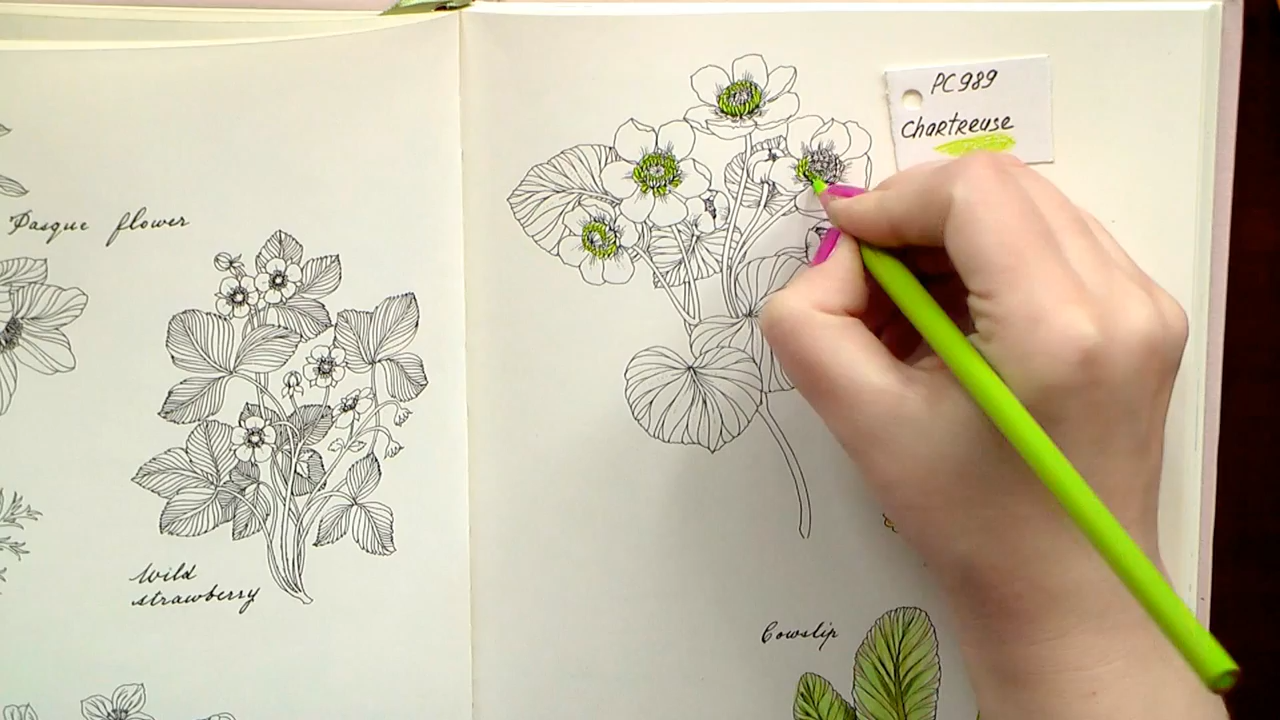 Pasque flower
Wild
strawberry
PC989
Chartreuse
Cowslip